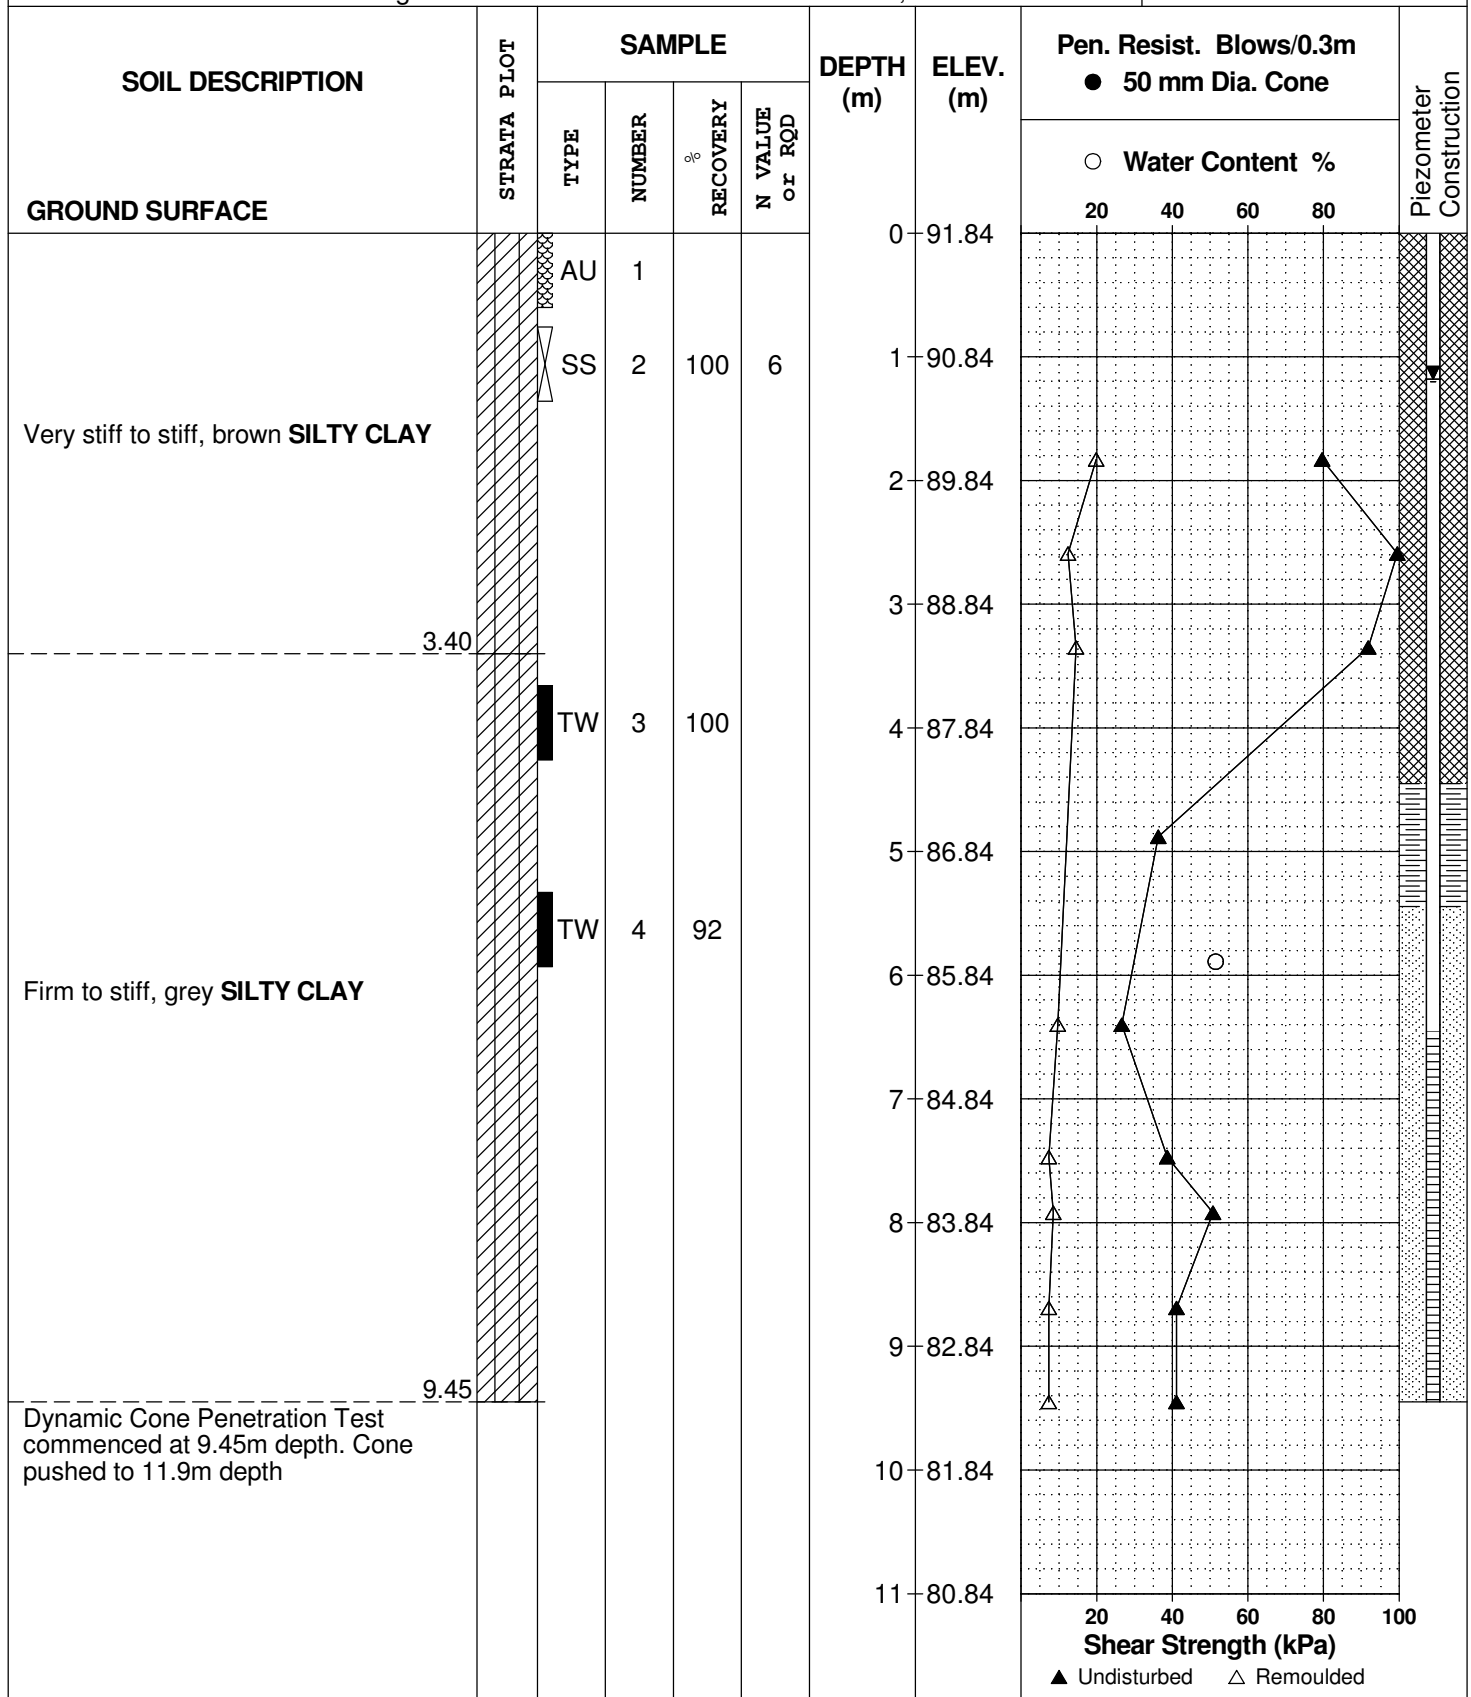 SOIL DESCRIPTION
GROUND SURFACE
STRATA PLOT
SAMPLE
TYPE
NUMBER
%
RECOVERY
N VALUE
or RQD
DEPTH
(m)
ELEV.
(m)
Pen. Resist. Blows/0.3m
● 50 mm Dia. Cone
○ Water Content %
20 40 60 80
Piezometer
Construction
0 91.84
AU 1
1 90.84
SS 2 100 6
Very stiff to stiff, brown SILTY CLAY
2 89.84
3 88.84
3.40
TW 3 100
4 87.84
5 86.84
TW 4 92
6 85.84
Firm to stiff, grey SILTY CLAY
7 84.84
8 83.84
9 82.84
9.45
Dynamic Cone Penetration Test
commenced at 9.45m depth. Cone
pushed to 11.9m depth
10 81.84
11 80.84
20 40 60 80 100
Shear Strength (kPa)
▲ Undisturbed △ Remoulded